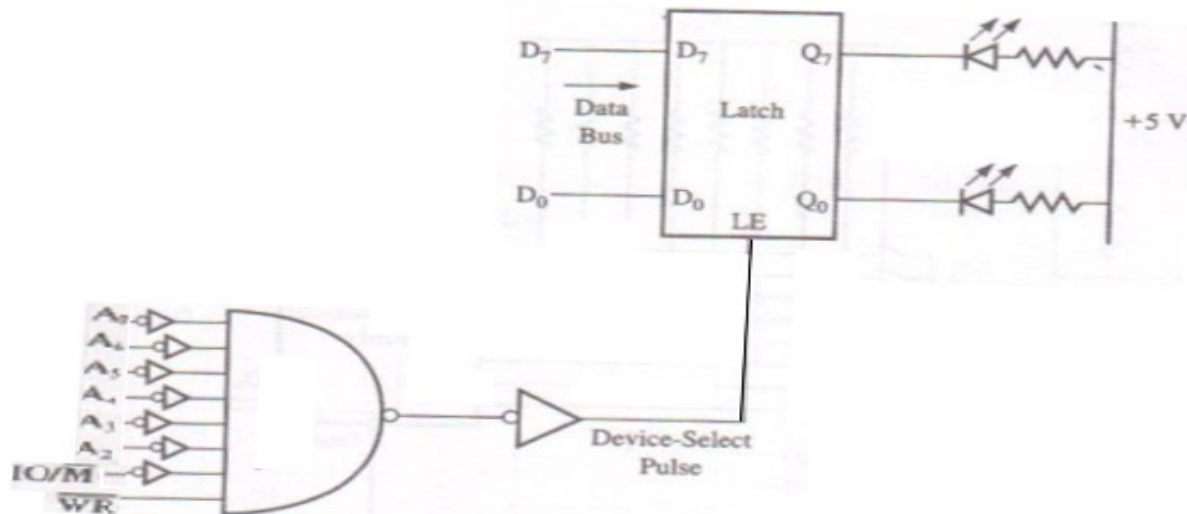 D₇ D₇ Q₇
Data Bus
Latch
+5 V
D₀ D₀ Q₀
LE
A₇
A₆
A₅
A₄
A₃
A₂
IO/M̅
W̅R̅
Device-Select
Pulse